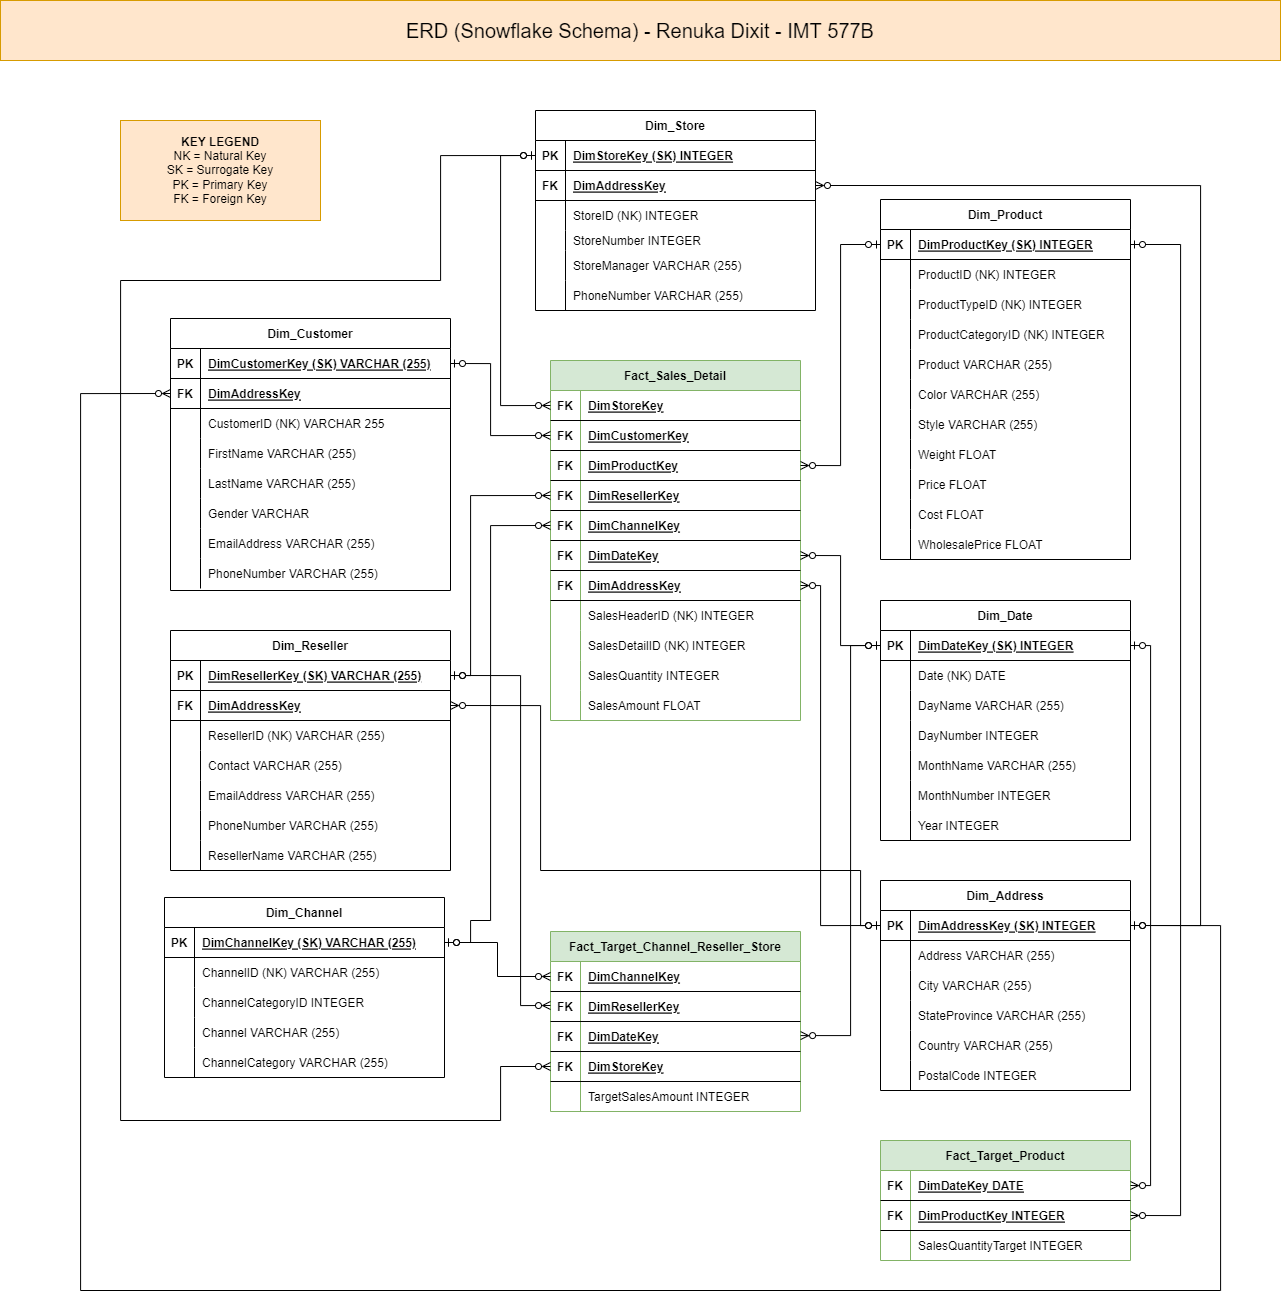 ERD (Snowflake Schema) - Renuka Dixit - IMT 577B
KEY LEGEND
NK = Natural Key
SK = Surrogate Key
PK = Primary Key
FK = Foreign Key
Dim_Store
PK DimStoreKey (SK) INTEGER
FK DimAddressKey
StoreID (NK) INTEGER
StoreNumber INTEGER
StoreManager VARCHAR (255)
PhoneNumber VARCHAR (255)
Dim_Product
PK DimProductKey (SK) INTEGER
ProductID (NK) INTEGER
ProductTypeID (NK) INTEGER
ProductCategoryID (NK) INTEGER
Product VARCHAR (255)
Color VARCHAR (255)
Style VARCHAR (255)
Weight FLOAT
Price FLOAT
Cost FLOAT
WholesalePrice FLOAT
Dim_Customer
PK DimCustomerKey (SK) VARCHAR (255)
FK DimAddressKey
CustomerID (NK) VARCHAR 255
FirstName VARCHAR (255)
LastName VARCHAR (255)
Gender VARCHAR
EmailAddress VARCHAR (255)
PhoneNumber VARCHAR (255)
Fact_Sales_Detail
FK DimStoreKey
FK DimCustomerKey
FK DimProductKey
FK DimResellerKey
FK DimChannelKey
FK DimDateKey
FK DimAddressKey
SalesHeaderID (NK) INTEGER
SalesDetailID (NK) INTEGER
SalesQuantity INTEGER
SalesAmount FLOAT
Dim_Date
PK DimDateKey (SK) INTEGER
Date (NK) DATE
DayName VARCHAR (255)
DayNumber INTEGER
MonthName VARCHAR (255)
MonthNumber INTEGER
Year INTEGER
Dim_Reseller
PK DimResellerKey (SK) VARCHAR (255)
FK DimAddressKey
ResellerID (NK) VARCHAR (255)
Contact VARCHAR (255)
EmailAddress VARCHAR (255)
PhoneNumber VARCHAR (255)
ResellerName VARCHAR (255)
Dim_Channel
PK DimChannelKey (SK) VARCHAR (255)
ChannelID (NK) VARCHAR (255)
ChannelCategoryID INTEGER
Channel VARCHAR (255)
ChannelCategory VARCHAR (255)
Fact_Target_Channel_Reseller_Store
FK DimChannelKey
FK DimResellerKey
FK DimDateKey
FK DimStoreKey
TargetSalesAmount INTEGER
Dim_Address
PK DimAddressKey (SK) INTEGER
Address VARCHAR (255)
City VARCHAR (255)
StateProvince VARCHAR (255)
Country VARCHAR (255)
PostalCode INTEGER
Fact_Target_Product
FK DimDateKey DATE
FK DimProductKey INTEGER
SalesQuantityTarget INTEGER